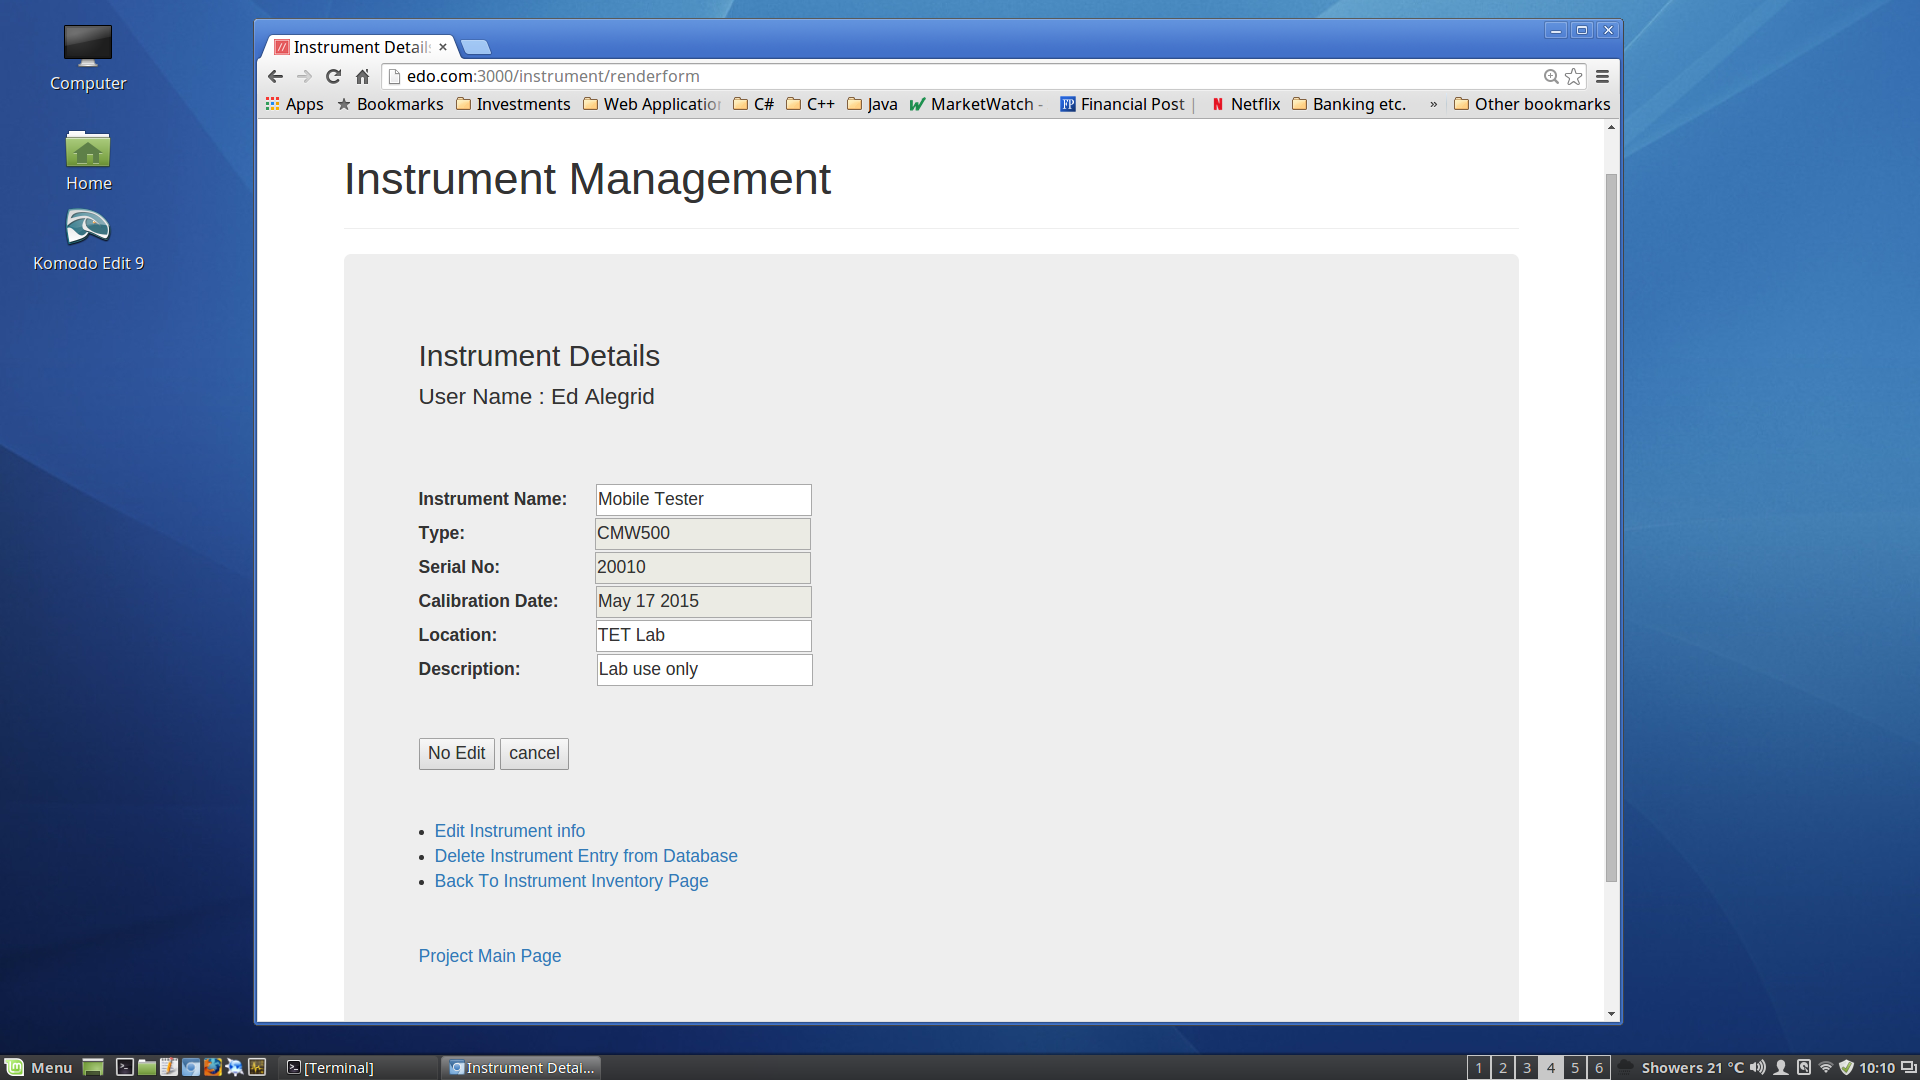 Computer
Home
Komodo Edit 9
Instrument Detail
edo.com:3000/instrument/renderform
Apps Bookmarks Investments Web Applicatio C# C++ Java MarketWatch - FP Financial Post | N Netflix Banking etc. » Other bookmarks
Instrument Management
Instrument Details
User Name : Ed Alegrid
Instrument Name: Mobile Tester
Type: CMW500
Serial No: 20010
Calibration Date: May 17 2015
Location: TET Lab
Description: Lab use only
No Edit cancel
• Edit Instrument info
• Delete Instrument Entry from Database
• Back To Instrument Inventory Page
Project Main Page
Menu [Terminal] Instrument Detai... 1 2 3 4 5 6 Showers 21 °C 10:10